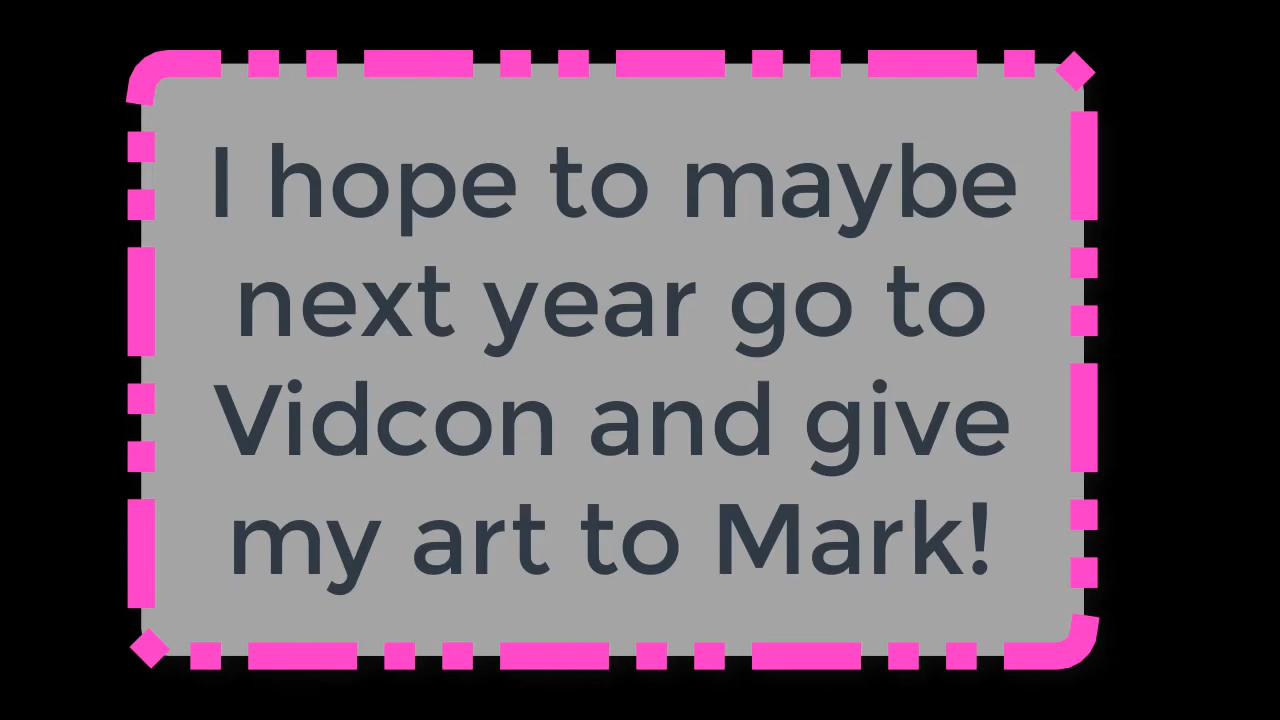 I hope to maybe
next year go to
Vidcon and give
my art to Mark!